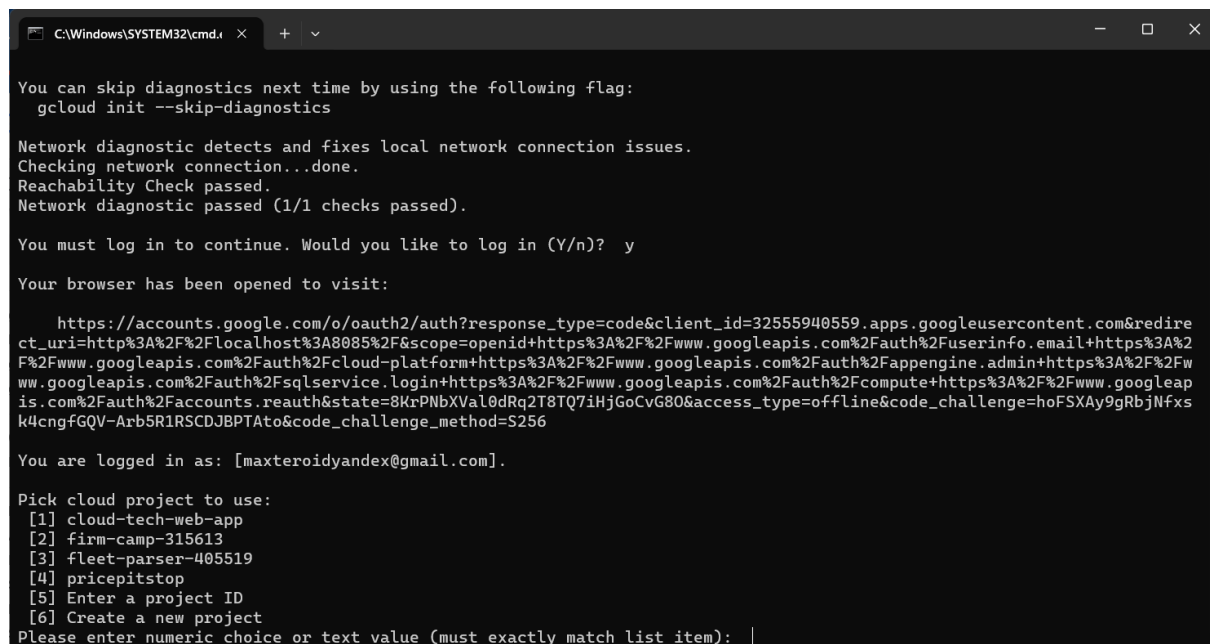 C:\Windows\SYSTEM32\cmd.e
You can skip diagnostics next time by using the following flag:
  gcloud init --skip-diagnostics
Network diagnostic detects and fixes local network connection issues.
Checking network connection...done.
Reachability Check passed.
Network diagnostic passed (1/1 checks passed).
You must log in to continue. Would you like to log in (Y/n)?  y
Your browser has been opened to visit:
    https://accounts.google.com/o/oauth2/auth?response_type=code&client_id=32555940559.apps.googleusercontent.com&redire
ct_uri=http%3A%2F%2Flocalhost%3A8085%2F&scope=openid+https%3A%2F%2Fwww.googleapis.com%2Fauth%2Fuserinfo.email+https%3A%2
F%2Fwww.googleapis.com%2Fauth%2Fcloud-platform+https%3A%2F%2Fwww.googleapis.com%2Fauth%2Fappengine.admin+https%3A%2F%2Fw
ww.googleapis.com%2Fauth%2Fsqlservice.login+https%3A%2F%2Fwww.googleapis.com%2Fauth%2Fcompute+https%3A%2F%2Fwww.googleap
is.com%2Fauth%2Faccounts.reauth&state=8KrPNbXVal0dRq2T8TQ7iHjGoCvG8O&access_type=offline&code_challenge=hoFSXAy9gRbjNfxs
k4cngfGQV-Arb5R1RSCDJBPTAto&code_challenge_method=S256
You are logged in as: [maxteroidyandex@gmail.com].
Pick cloud project to use:
 [1] cloud-tech-web-app
 [2] firm-camp-315613
 [3] fleet-parser-405519
 [4] pricepitstop
 [5] Enter a project ID
 [6] Create a new project
Please enter numeric choice or text value (must exactly match list item):